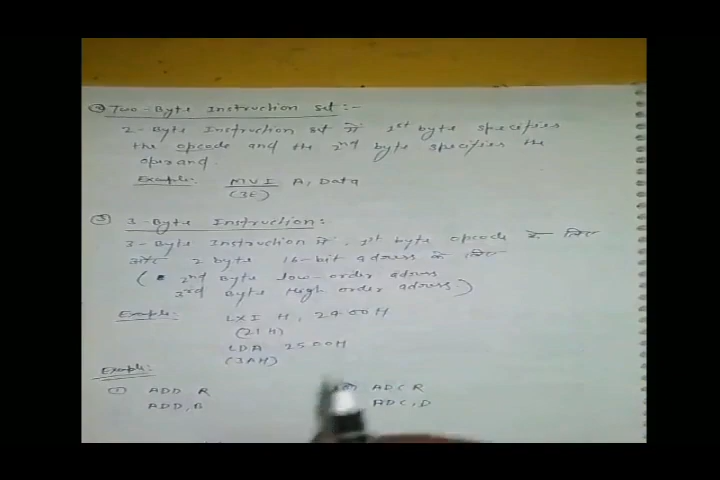 ② Two-Byte Instruction set :-
2-Byte Instruction set में 1st byte specifies
the opcode and the 2nd byte specifies the
operand.
Example: MVI A, Data
(3E)
③ 3-Byte Instruction:
3-Byte Instruction में, 1st byte opcode के लिए
और 2 byte 16-bit adress के लिए
( 2nd Byte low-order adress
3rd Byte High order adress )
Example: LXI H, 2400H
(21H)
LDA 2500H
(3AH)
Example:
① ADD R
ADC R
ADD, B
ADC, D